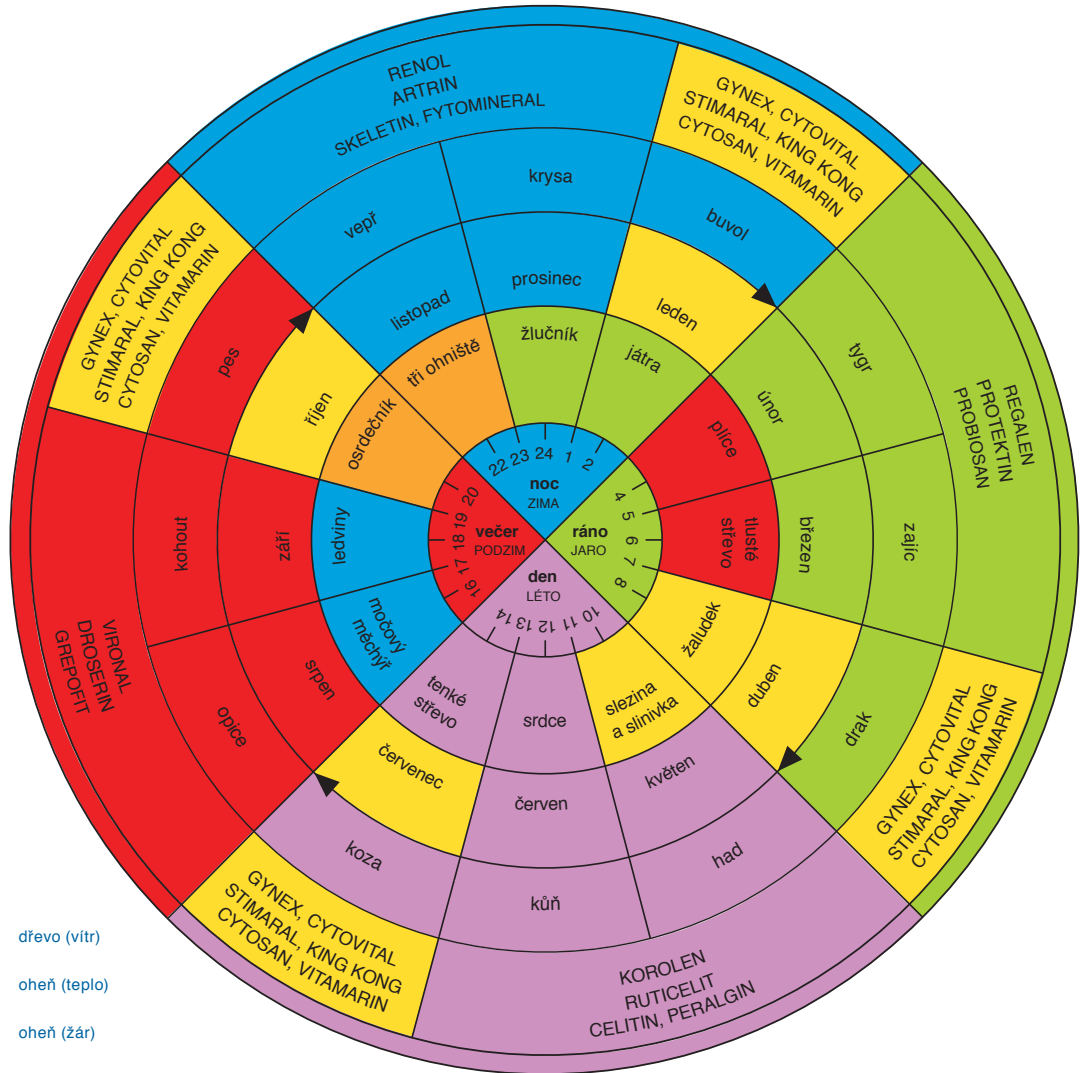 RENOL
ARTRIN
SKELETIN, FYTOMINERAL
GYNEX, CYTOVITAL
STIMARAL, KING KONG
CYTOSAN, VITAMARIN
REGALEN
PROTEKTIN
PROBIOSAN
GYNEX, CYTOVITAL
STIMARAL, KING KONG
CYTOSAN, VITAMARIN
KOROLEN
RUTICELIT
CELITIN, PERALGIN
GYNEX, CYTOVITAL
STIMARAL, KING KONG
CYTOSAN, VITAMARIN
VIRONAL
DROSERIN
GREPOFIT
GYNEX, CYTOVITAL
STIMARAL, KING KONG
CYTOSAN, VITAMARIN
krysa
buvol
tygr
zajíc
drak
had
kůň
koza
opice
kohout
pes
vepř
prosinec
leden
únor
březen
duben
květen
červen
červenec
srpen
září
říjen
listopad
žlučník
játra
plíce
tlusté
střevo
žaludek
slezina
a slinivka
srdce
tenké
střevo
močový
měchýř
ledviny
osrdečník
tři ohniště
22 23 24 1 2
noc
ZIMA
4
5
6
7
8
ráno
JARO
10 11 12 13 14
den
LÉTO
16
17
18
19
20
večer
PODZIM
dřevo (vítr)
oheň (teplo)
oheň (žár)